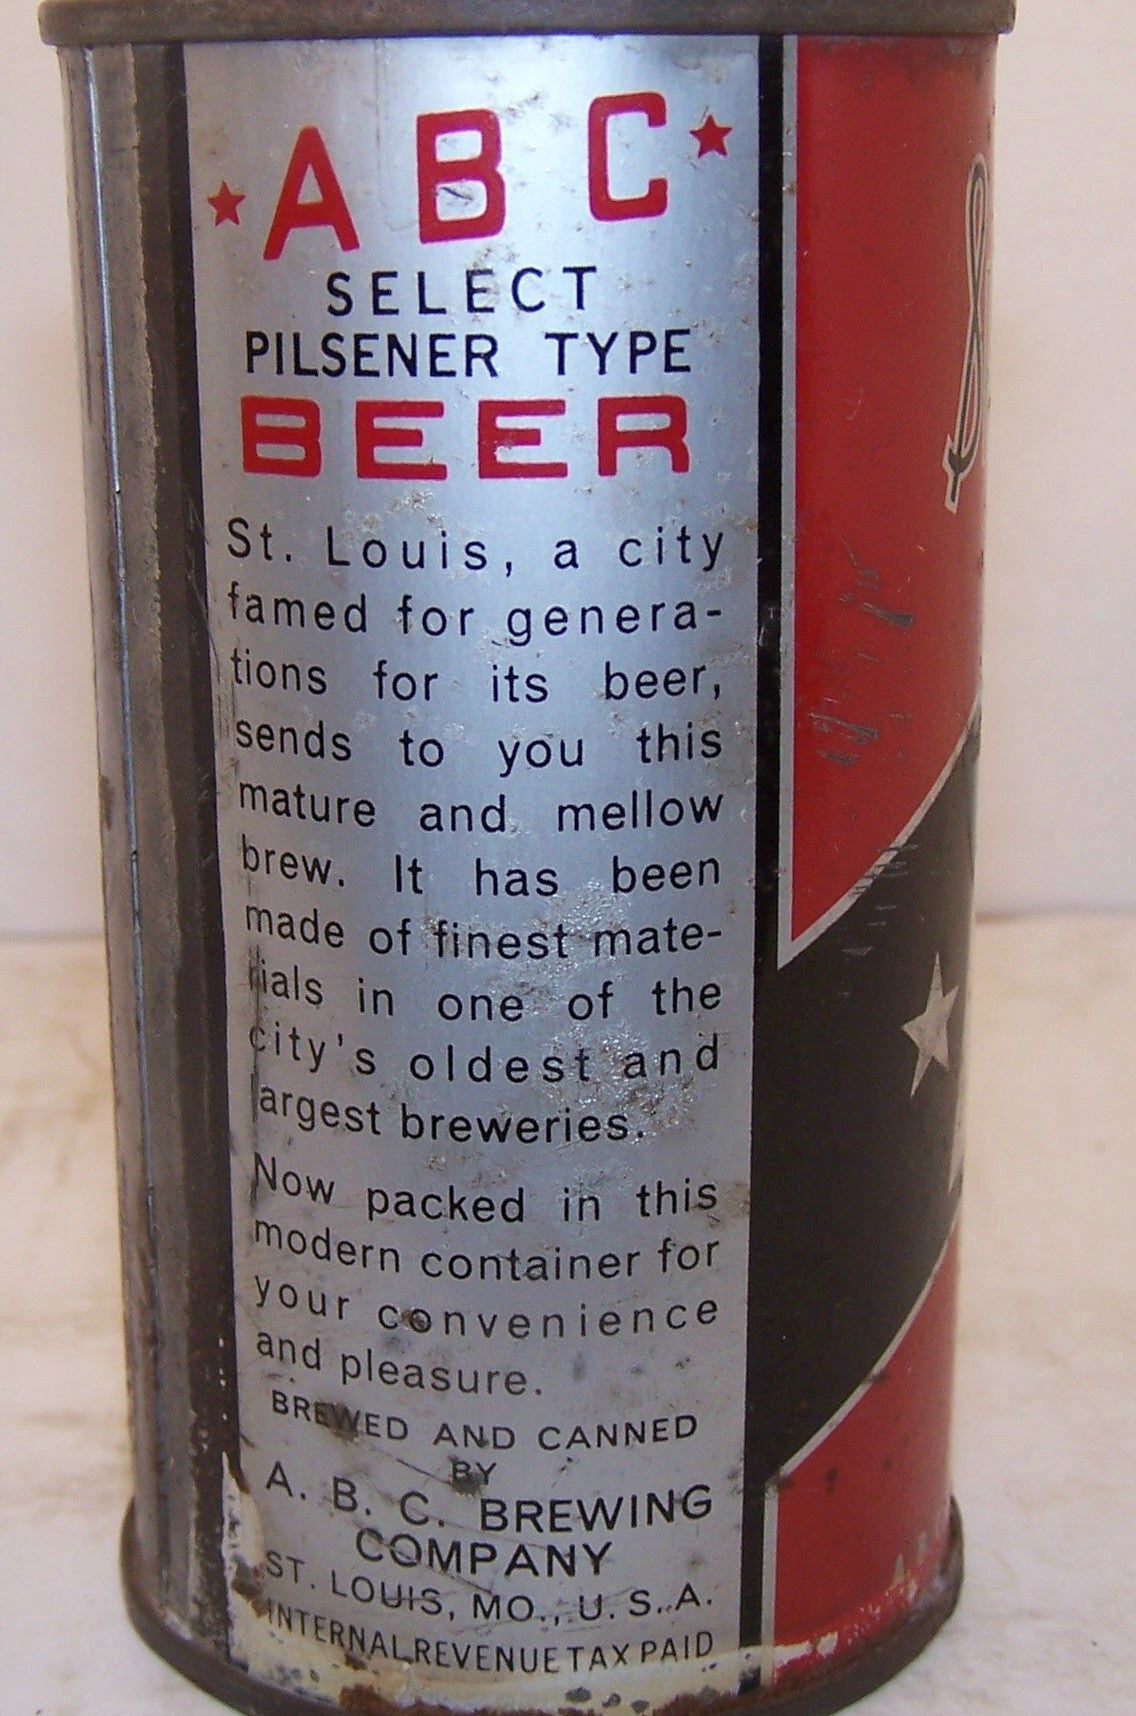 A B C
SELECT
PILSENER TYPE
BEER
St. Louis, a city
famed for genera-
tions for its beer,
sends to you this
mature and mellow
brew. It has been
made of finest mate-
rials in one of the
city's oldest and
largest breweries.
Now packed in this
modern container for
your convenience
and pleasure.
BREWED AND CANNED
BY
A. B. C. BREWING
COMPANY
ST. LOUIS, MO., U. S. A.
INTERNAL REVENUE TAX PAID